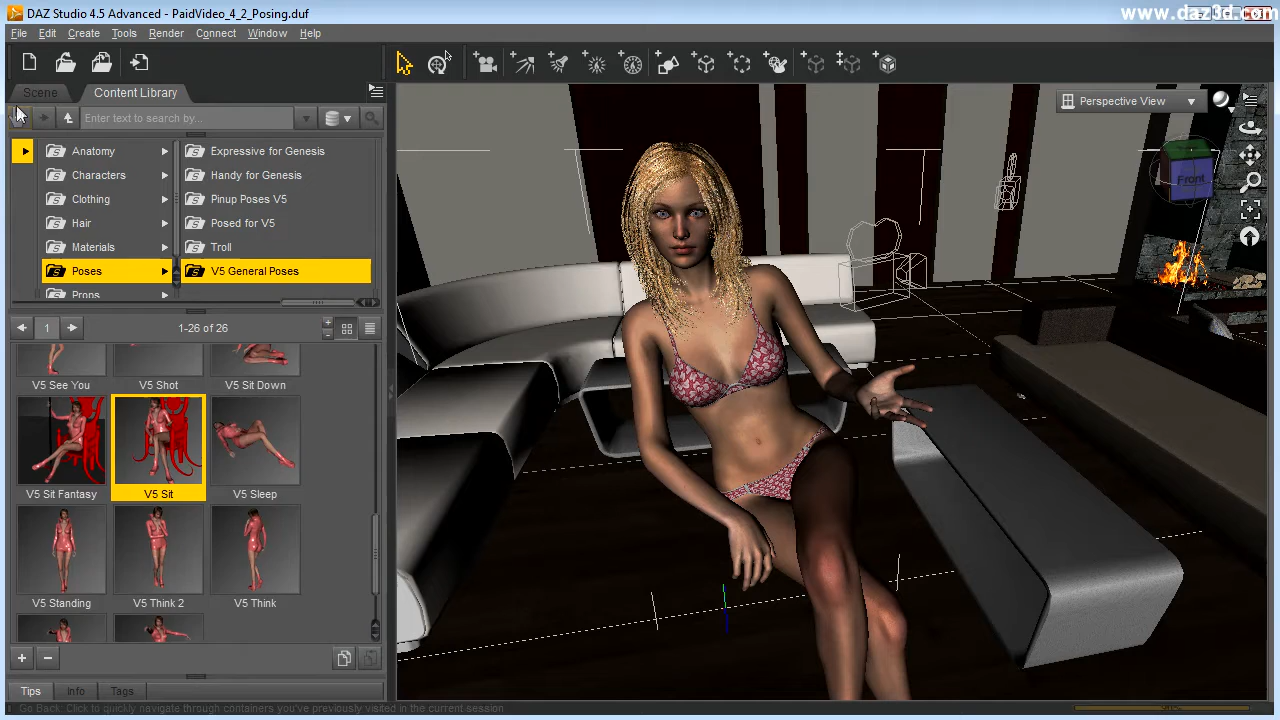 DAZ Studio 4.5 Advanced - PaidVideo_4_2_Posing.duf
www.daz3d.com
File Edit Create Tools Render Connect Window Help
Scene Content Library
Enter text to search by...
Perspective View
Front
Anatomy
Characters
Clothing
Hair
Materials
Poses
Props
Expressive for Genesis
Handy for Genesis
Pinup Poses V5
Posed for V5
Troll
V5 General Poses
1 1-26 of 26
V5 See You V5 Shot V5 Sit Down
V5 Sit Fantasy V5 Sit V5 Sleep
V5 Standing V5 Think 2 V5 Think
Tips Info Tags
Go Back: Click to quickly navigate through containers you've previously visited in the current session